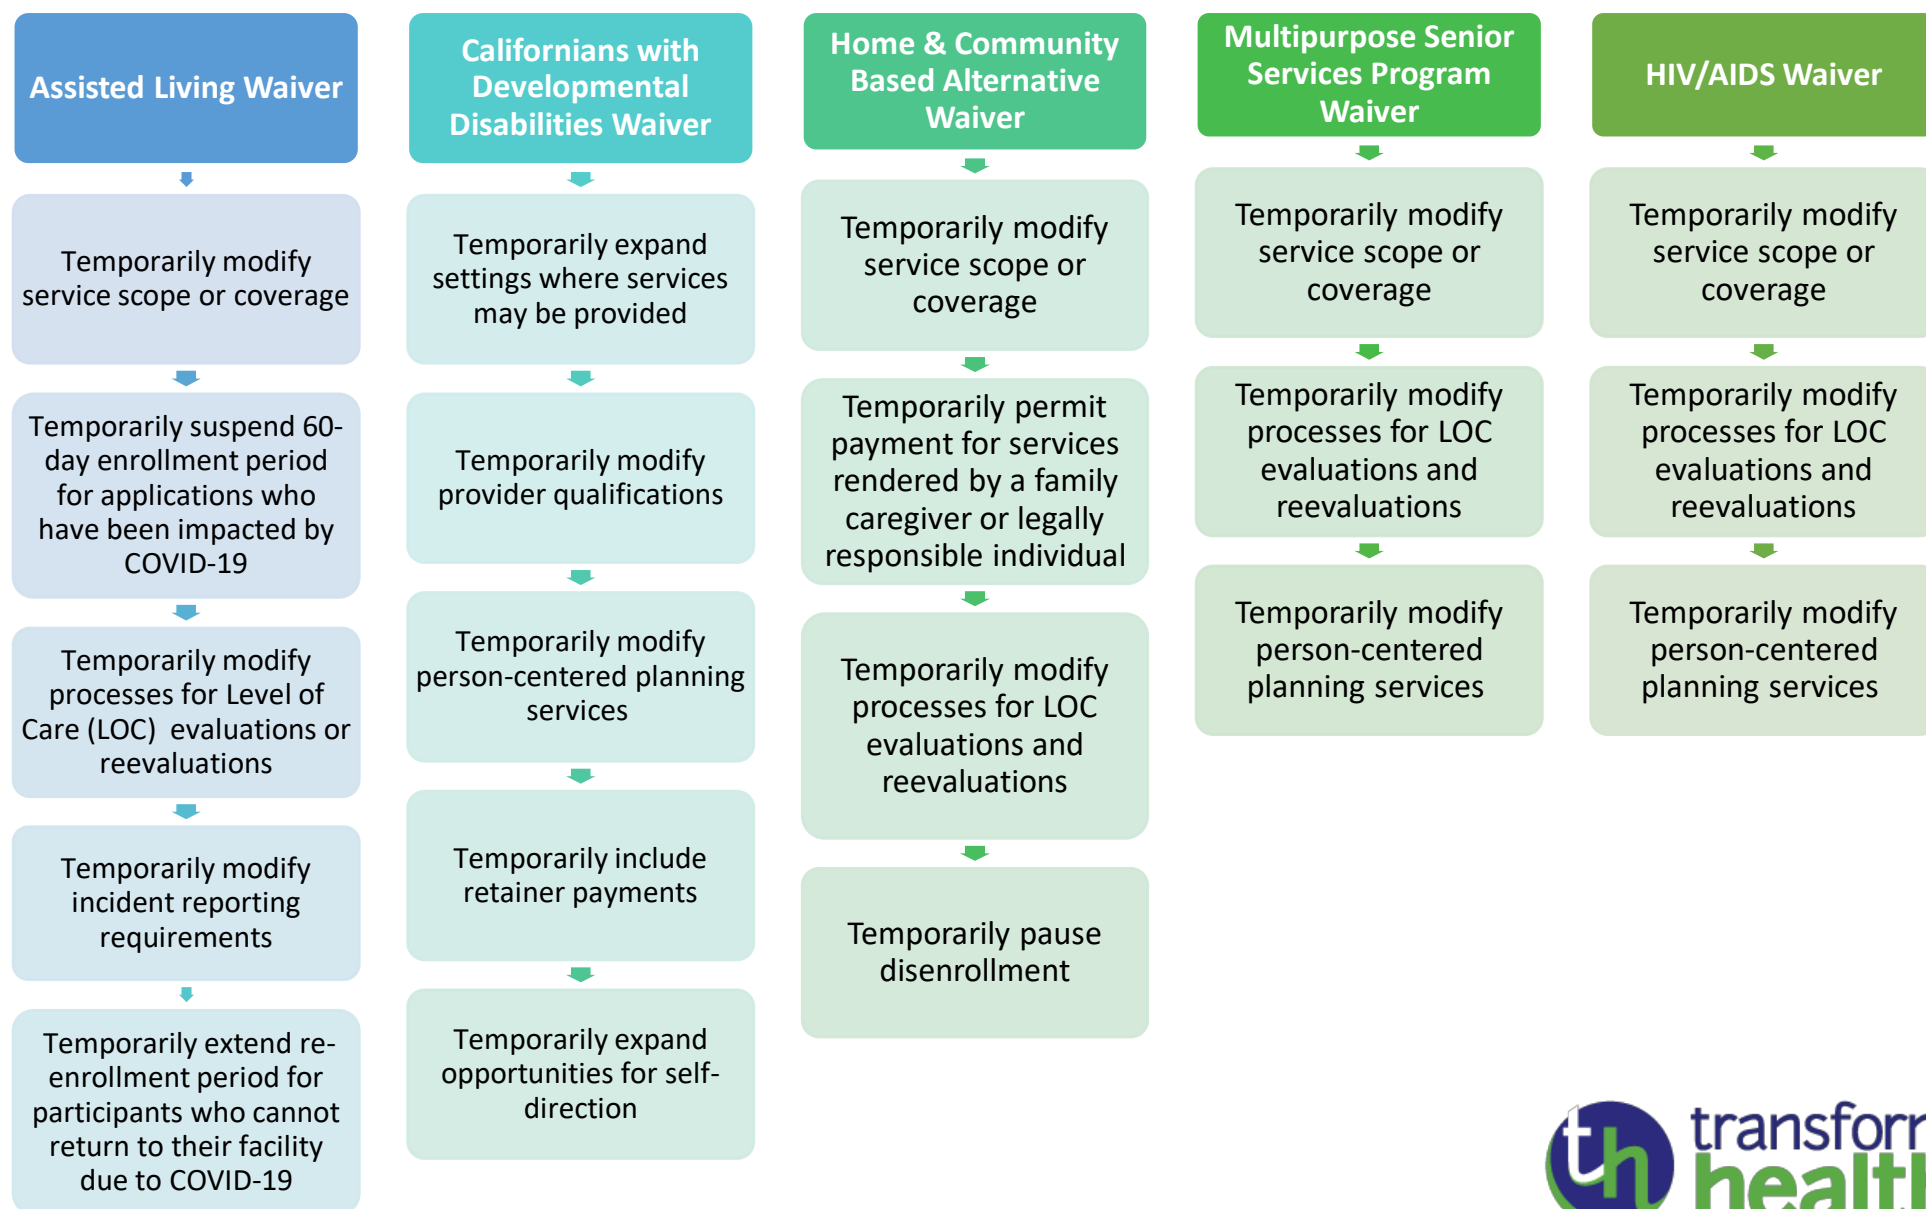 Assisted Living Waiver
Temporarily modify
service scope or coverage
Temporarily suspend 60-
day enrollment period
for applications who
have been impacted by
COVID-19
Temporarily modify
processes for Level of
Care (LOC)  evaluations or
reevaluations
Temporarily modify
incident reporting
requirements
Temporarily extend re-
enrollment period for
participants who cannot
return to their facility
due to COVID-19
Californians with
Developmental
Disabilities Waiver
Temporarily expand
settings where services
may be provided
Temporarily modify
provider qualifications
Temporarily modify
person-centered planning
services
Temporarily include
retainer payments
Temporarily expand
opportunities for self-
direction
Home & Community
Based Alternative
Waiver
Temporarily modify
service scope or
coverage
Temporarily permit
payment for services
rendered by a family
caregiver or legally
responsible individual
Temporarily modify
processes for LOC
evaluations and
reevaluations
Temporarily pause
disenrollment
Multipurpose Senior
Services Program
Waiver
Temporarily modify
service scope or
coverage
Temporarily modify
processes for LOC
evaluations and
reevaluations
Temporarily modify
person-centered
planning services
HIV/AIDS Waiver
Temporarily modify
service scope or
coverage
Temporarily modify
processes for LOC
evaluations and
reevaluations
Temporarily modify
person-centered
planning services
th
transform
health